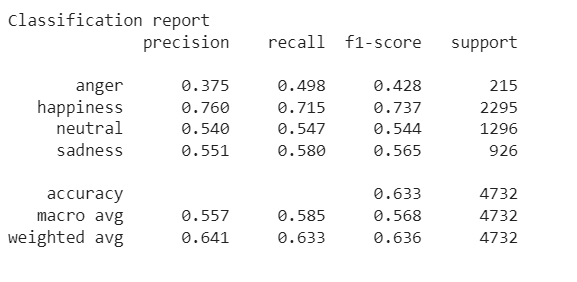 Classification report
precision recall f1-score support
anger 0.375 0.498 0.428 215
happiness 0.760 0.715 0.737 2295
neutral 0.540 0.547 0.544 1296
sadness 0.551 0.580 0.565 926
accuracy 0.633 4732
macro avg 0.557 0.585 0.568 4732
weighted avg 0.641 0.633 0.636 4732